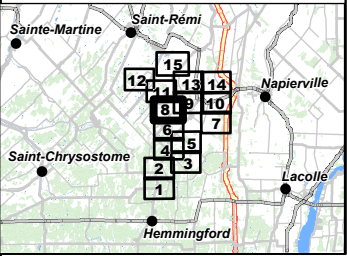 Saint-Rémi
Sainte-Martine
15
12
13
14
Napierville
11
8
9
10
6
7
5
Saint-Chrysostome
4
3
2
Lacolle
1
Hemmingford